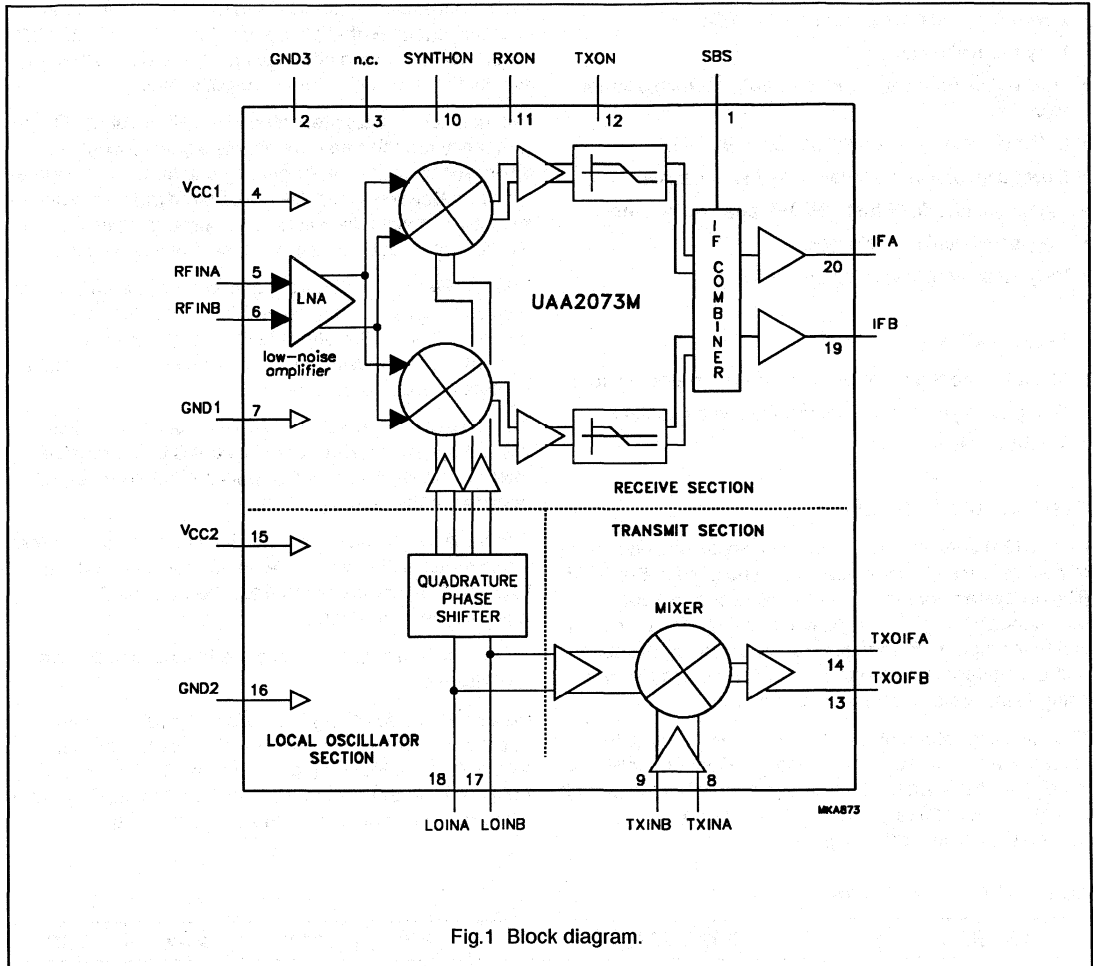 GND3 n.c. SYNTHON RXON TXON SBS
2 3 10 11 12 1
VCC1 4
RFINA 5
RFINB 6
LNA
low-noise
amplifier
GND1 7
UAA2073M
IF COMBINER
20 IFA
19 IFB
RECEIVE SECTION
TRANSMIT SECTION
VCC2 15
QUADRATURE
PHASE
SHIFTER
MIXER
14 TXOIFA
13 TXOIFB
GND2 16
LOCAL OSCILLATOR
SECTION
18 17 9 8
LOINA LOINB TXINB TXINA
MKA873
Fig.1 Block diagram.